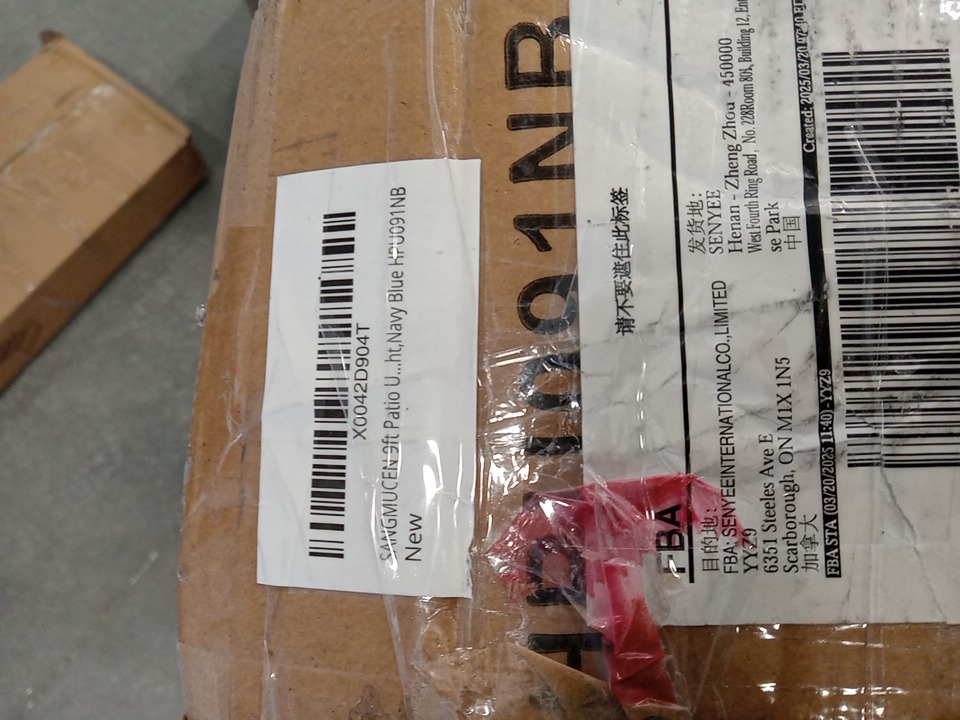 X0042D904T
SANGMUCEN 9ft Patio U...ht,Navy Blue HPU091NB
New
091NB
请不要遮住此标签
FBA
目的地:
FBA: SENYEEINTERNATIONALCO.,LIMITED
YYZ9
6351 Steeles Ave E
Scarborough, ON M1X 1N5
加拿大
发货地:
SENYEE
Henan - Zheng Zhou - 450000
West Fourth Ring Road, No. 228Room 804, Building 12,
se Park
中国
FBA STA (03/20/2025 11:40)-YYZ9
Created: 2025/03/20